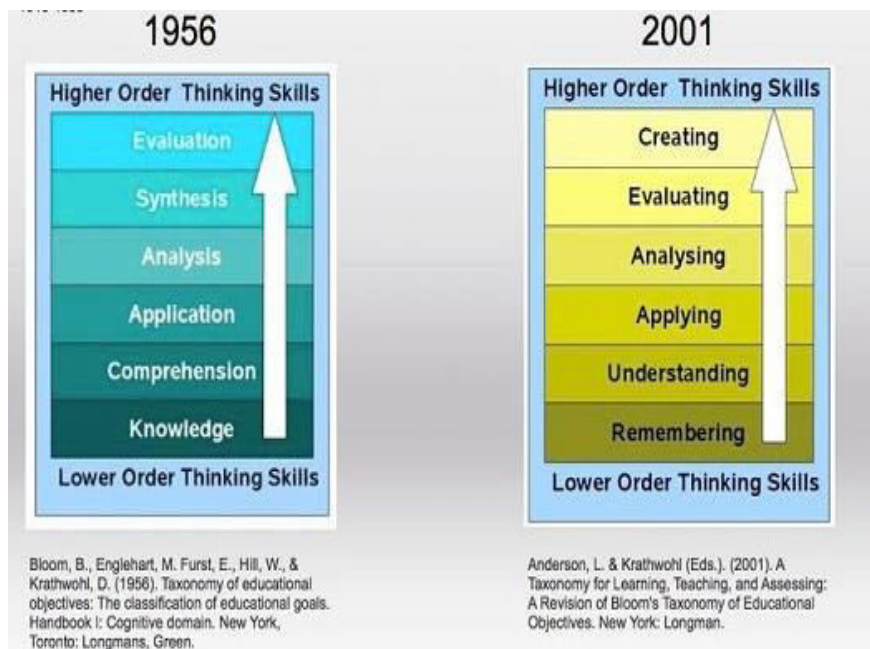 1956
Higher Order Thinking Skills
Evaluation
Synthesis
Analysis
Application
Comprehension
Knowledge
Lower Order Thinking Skills
Bloom, B., Englehart, M. Furst, E., Hill, W., &
Krathwohl, D. (1956). Taxonomy of educational
objectives: The classification of educational goals.
Handbook I: Cognitive domain. New York,
Toronto: Longmans, Green.
2001
Higher Order Thinking Skills
Creating
Evaluating
Analysing
Applying
Understanding
Remembering
Lower Order Thinking Skills
Anderson, L. & Krathwohl (Eds.). (2001). A
Taxonomy for Learning, Teaching, and Assessing:
A Revision of Bloom's Taxonomy of Educational
Objectives. New York: Longman.